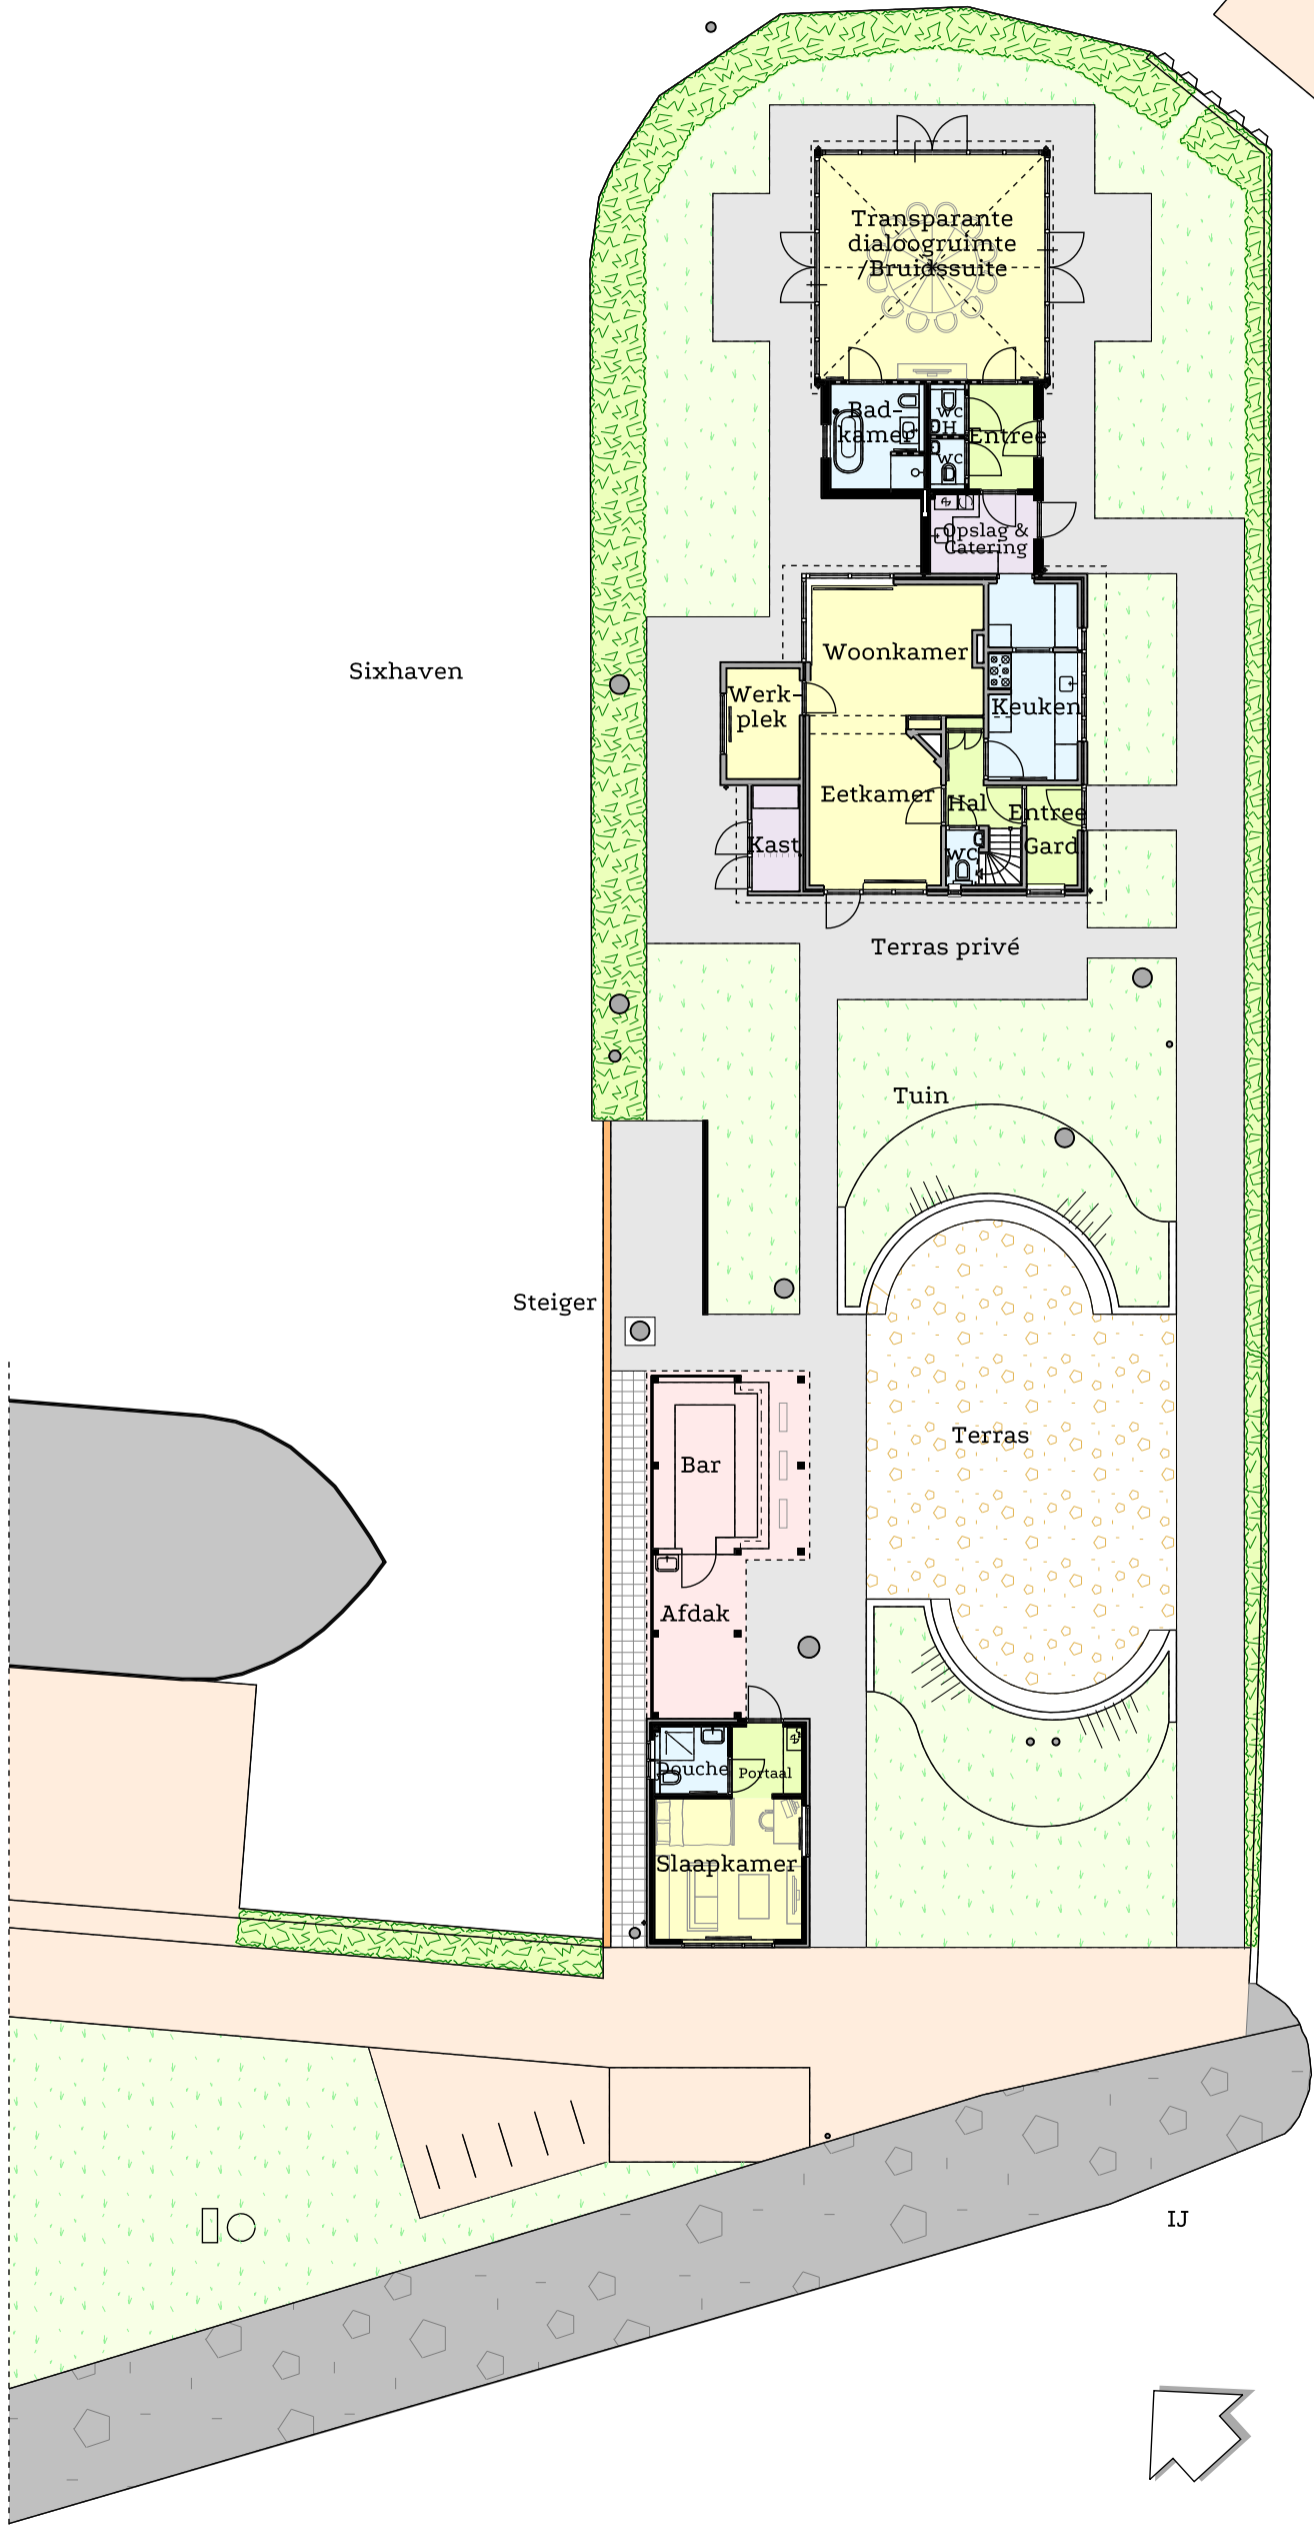 Transparante
dialoogruimte
/Bruidssuite
Bad-
kamer
wc
H
wc
Entree
Opslag &
Catering
Sixhaven
Woonkamer
Werk-
plek
Keuken
Eetkamer
Hal
Entree
Gard.
Kast
wc
Terras privé
Tuin
Steiger
Terras
Bar
Afdak
Douche
Portaal
Slaapkamer
IJ